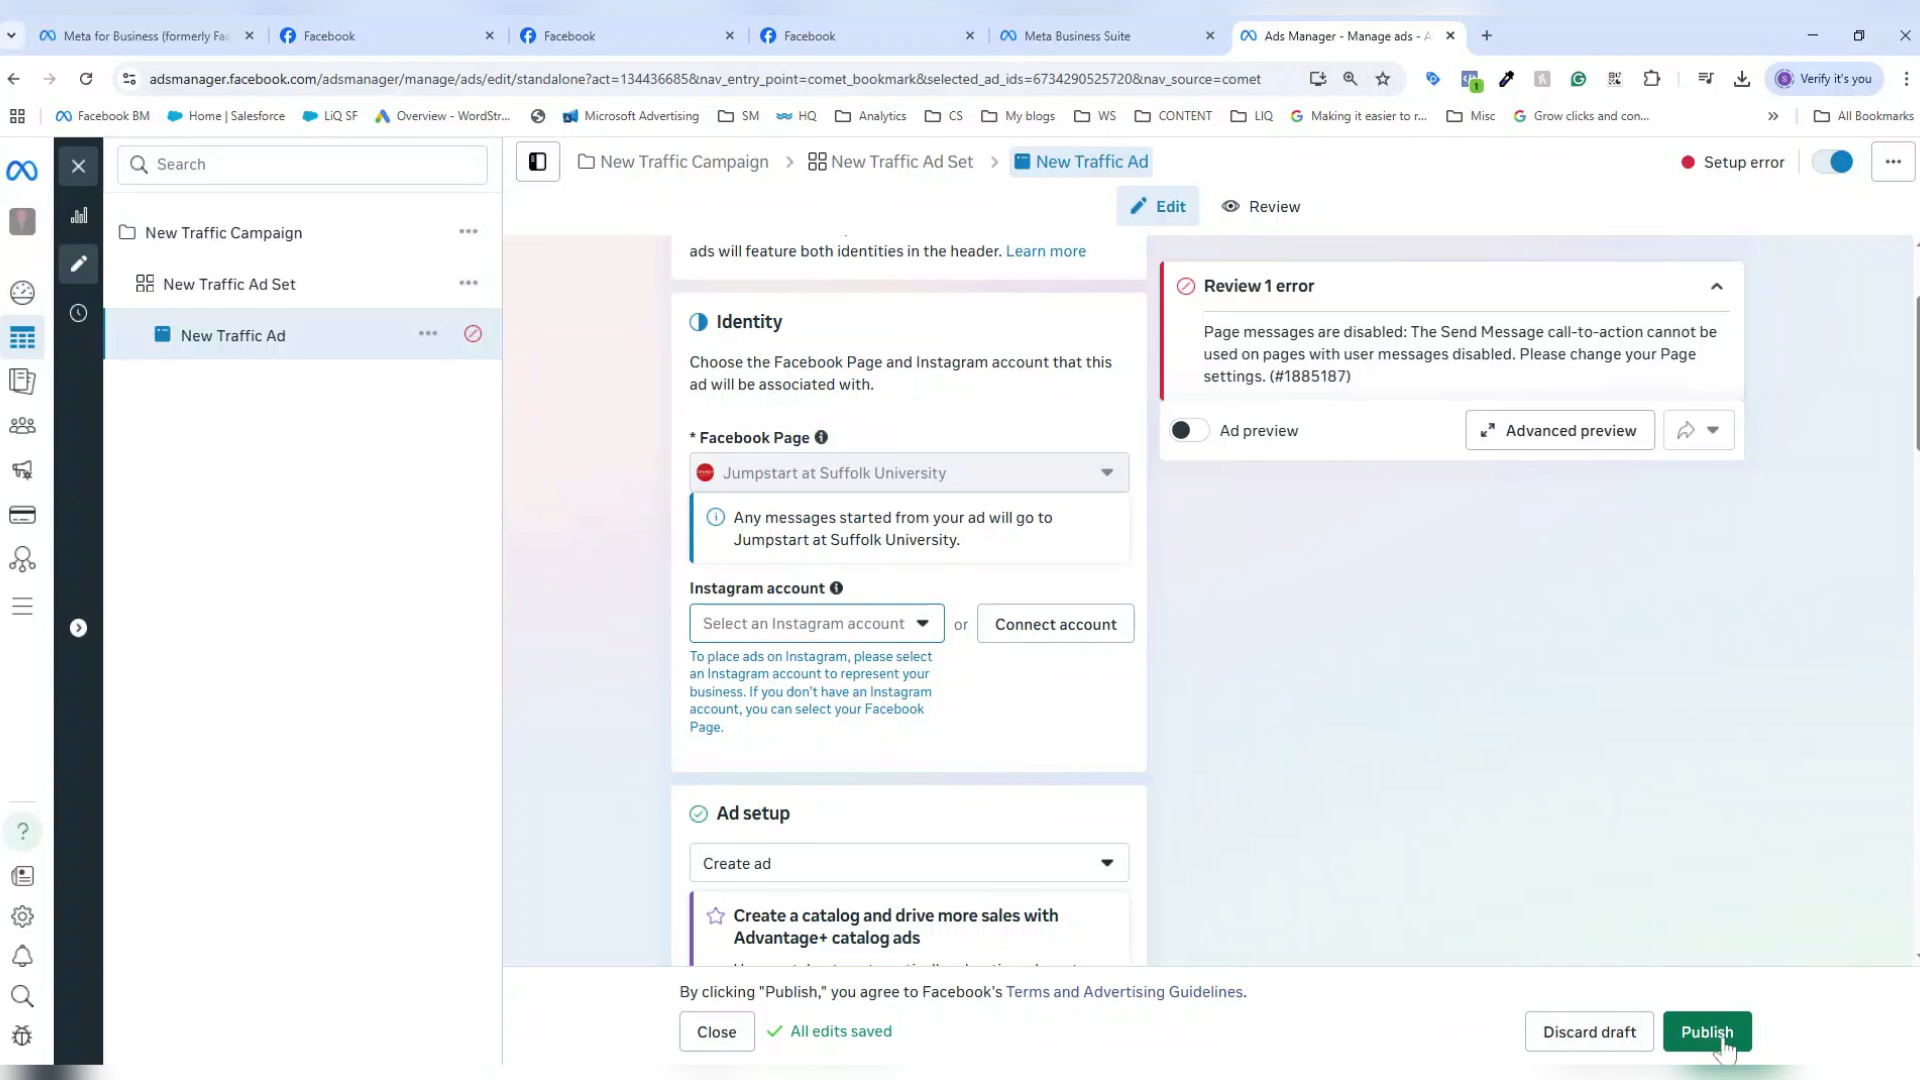 Meta for Business (formerly Fac
Facebook
Facebook
Facebook
Meta Business Suite
Ads Manager - Manage ads - A
adsmanager.facebook.com/adsmanager/manage/ads/edit/standalone?act=134436685&nav_entry_point=comet_bookmark&selected_ad_ids=6734290525720&nav_source=comet
1
S
Verify it's you
Facebook BM
Home | Salesforce
LiQ SF
Overview - WordStr...
Microsoft Advertising
SM
HQ
Analytics
CS
My blogs
WS
CONTENT
LIQ
Making it easier to r...
Misc
Grow clicks and con...
All Bookmarks
Search
New Traffic Campaign
New Traffic Ad Set
New Traffic Ad
New Traffic Campaign
New Traffic Ad Set
New Traffic Ad
Setup error
Edit
Review
ads will feature both identities in the header. Learn more
Identity
Choose the Facebook Page and Instagram account that this
ad will be associated with.
* Facebook Page
Jumpstart at Suffolk University
Any messages started from your ad will go to
Jumpstart at Suffolk University.
Instagram account
Select an Instagram account
or
Connect account
To place ads on Instagram, please select
an Instagram account to represent your
business. If you don't have an Instagram
account, you can select your Facebook
Page.
Ad setup
Create ad
Create a catalog and drive more sales with
Advantage+ catalog ads
Review 1 error
Page messages are disabled: The Send Message call-to-action cannot be
used on pages with user messages disabled. Please change your Page
settings. (#1885187)
Ad preview
Advanced preview
By clicking "Publish," you agree to Facebook's Terms and Advertising Guidelines.
Close
All edits saved
Discard draft
Publish